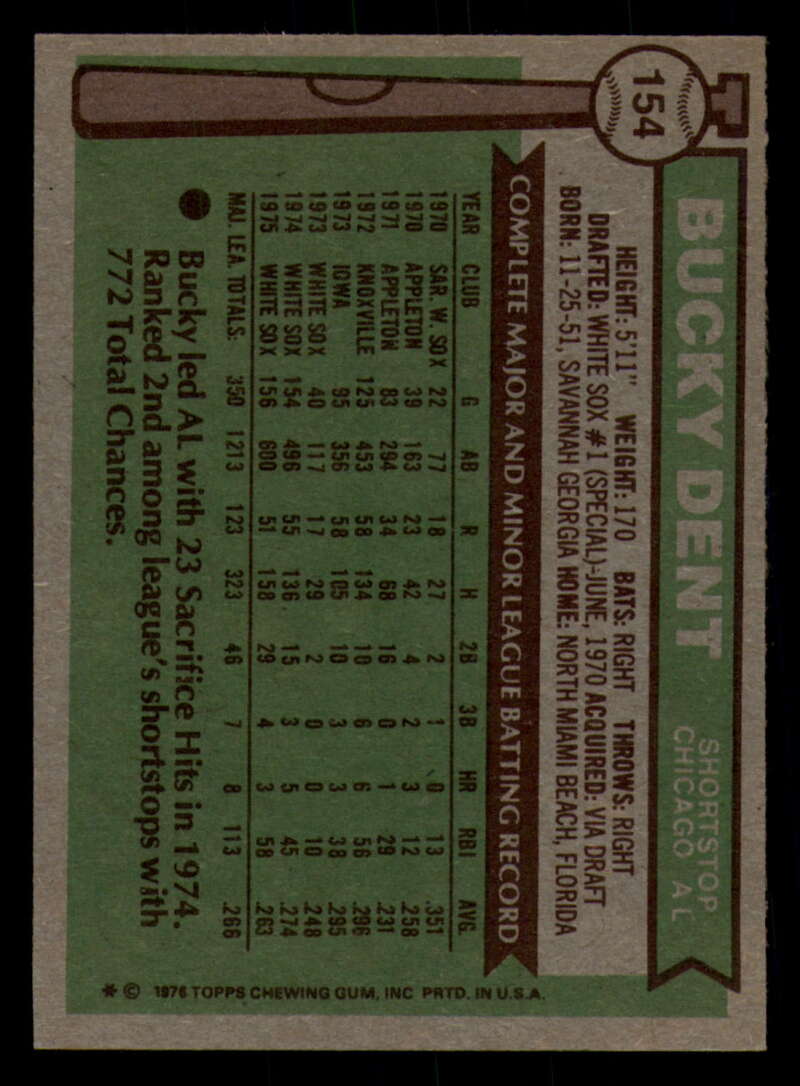 154
BUCKY DENT
SHORTSTOP
CHICAGO AL
HEIGHT: 5'11" WEIGHT: 170 BATS: RIGHT THROWS: RIGHT
DRAFTED: WHITE SOX #1 (SPECIAL)-JUNE, 1970 ACQUIRED: VIA DRAFT
BORN: 11-25-51, SAVANNAH GEORGIA HOME: NORTH MIAMI BEACH, FLORIDA
COMPLETE MAJOR AND MINOR LEAGUE BATTING RECORD
YEAR CLUB G AB R H 2B 3B HR RBI AVG.
1970 SAR. W. SOX 22 77 18 27 2 1 0 13 .351
1970 APPLETON 39 163 23 42 4 2 3 12 .258
1971 APPLETON 83 294 34 68 16 0 1 29 .231
1972 KNOXVILLE 125 453 58 134 10 6 6 56 .296
1973 IOWA 95 356 58 105 10 3 3 38 .295
1973 WHITE SOX 40 117 17 29 2 0 0 10 .248
1974 WHITE SOX 154 496 55 136 15 3 5 45 .274
1975 WHITE SOX 156 600 51 158 29 4 3 58 .263
MAJ. LEA. TOTALS: 350 1213 123 323 46 7 8 113 .266
● Bucky led AL with 23 Sacrifice Hits in 1974.
Ranked 2nd among league's shortstops with
772 Total Chances.
* © 1976 TOPPS CHEWING GUM, INC PRTD. IN U.S.A.